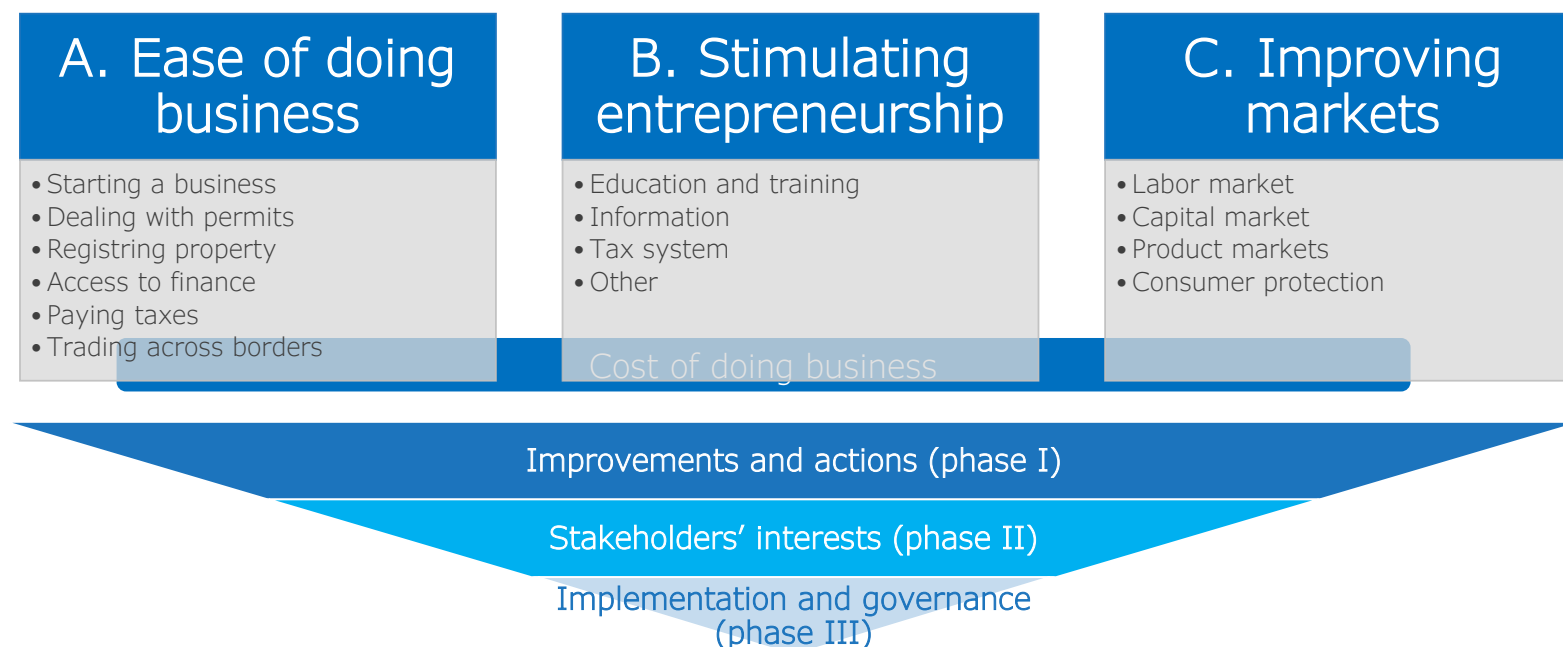 A. Ease of doing
business
• Starting a business
• Dealing with permits
• Registring property
• Access to finance
• Paying taxes
• Trading across borders
B. Stimulating
entrepreneurship
• Education and training
• Information
• Tax system
• Other
C. Improving
markets
• Labor market
• Capital market
• Product markets
• Consumer protection
Cost of doing business
Improvements and actions (phase I)
Stakeholders’ interests (phase II)
Implementation and governance
(phase III)